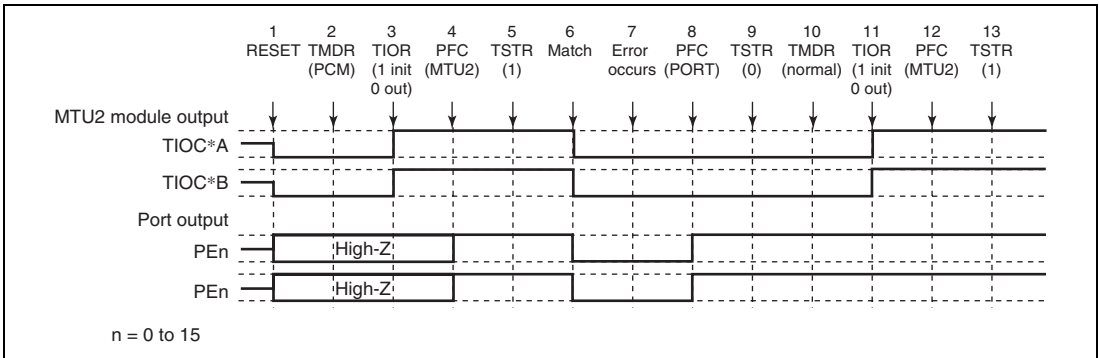 1 2 3 4 5 6 7 8 9 10 11 12 13
RESET TMDR TIOR PFC TSTR Match Error PFC TSTR TMDR TIOR PFC TSTR
(PCM) (1 init (MTU2) (1) occurs (PORT) (0) (normal) (1 init (MTU2) (1)
0 out) 0 out)
MTU2 module output
TIOC*A
TIOC*B
Port output
PEn High-Z
PEn High-Z
n = 0 to 15